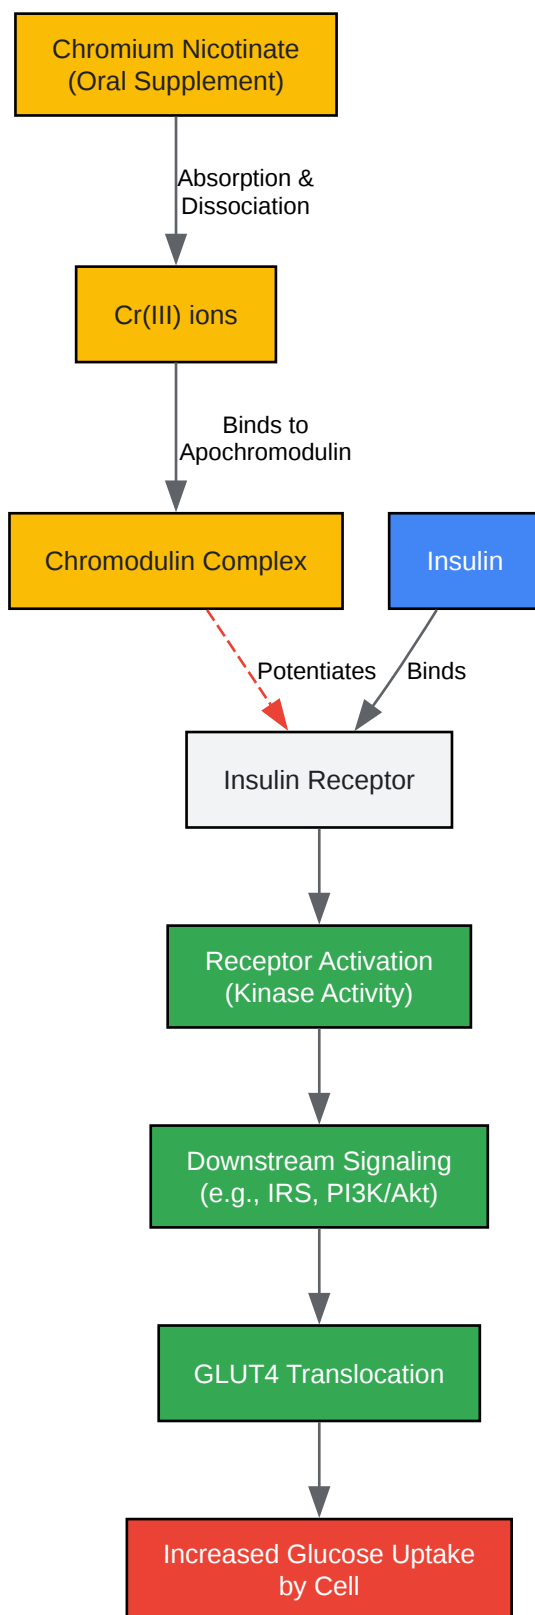 Chromium Nicotinate
(Oral Supplement)
Absorption &
Dissociation
Cr(III) ions
Binds to
Apochromodulin
Chromodulin Complex
Insulin
Potentiates
Binds
Insulin Receptor
Receptor Activation
(Kinase Activity)
Downstream Signaling
(e.g., IRS, PI3K/Akt)
GLUT4 Translocation
Increased Glucose Uptake
by Cell